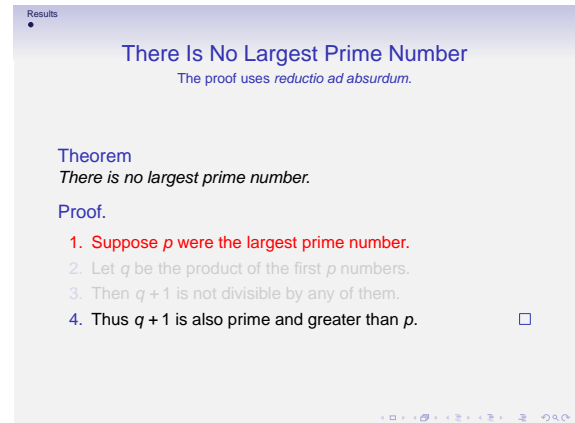 Results
There Is No Largest Prime Number
The proof uses reductio ad absurdum.
Theorem
There is no largest prime number.
Proof.
1. Suppose p were the largest prime number.
2. Let q be the product of the first p numbers.
3. Then q + 1 is not divisible by any of them.
4. Thus q + 1 is also prime and greater than p.